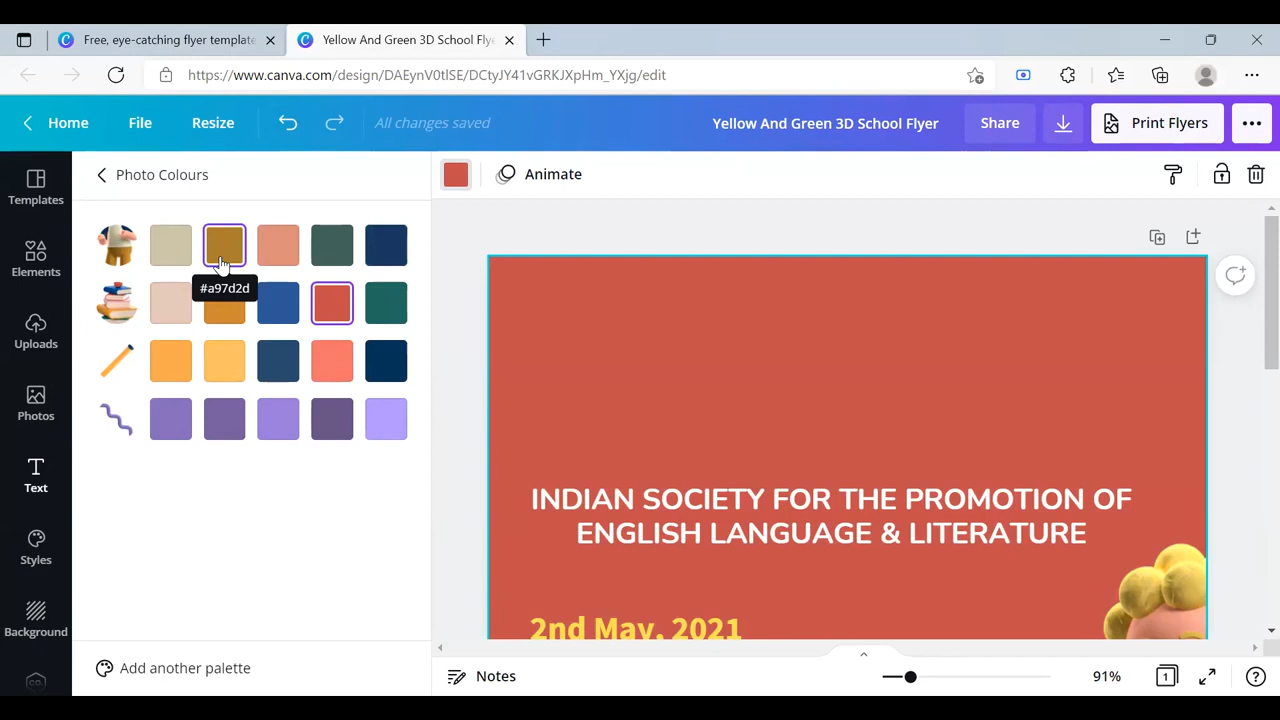 Free, eye-catching flyer template
Yellow And Green 3D School Flye
https://www.canva.com/design/DAEynV0tlSE/DCtyJY41vGRKJXpHm_YXjg/edit
Home
File
Resize
All changes saved
Yellow And Green 3D School Flyer
Share
Print Flyers
Templates
Elements
Uploads
Photos
Text
Styles
Background
Photo Colours
#a97d2d
Add another palette
Animate
INDIAN SOCIETY FOR THE PROMOTION OF
ENGLISH LANGUAGE & LITERATURE
2nd May, 2021
Notes
91%
1